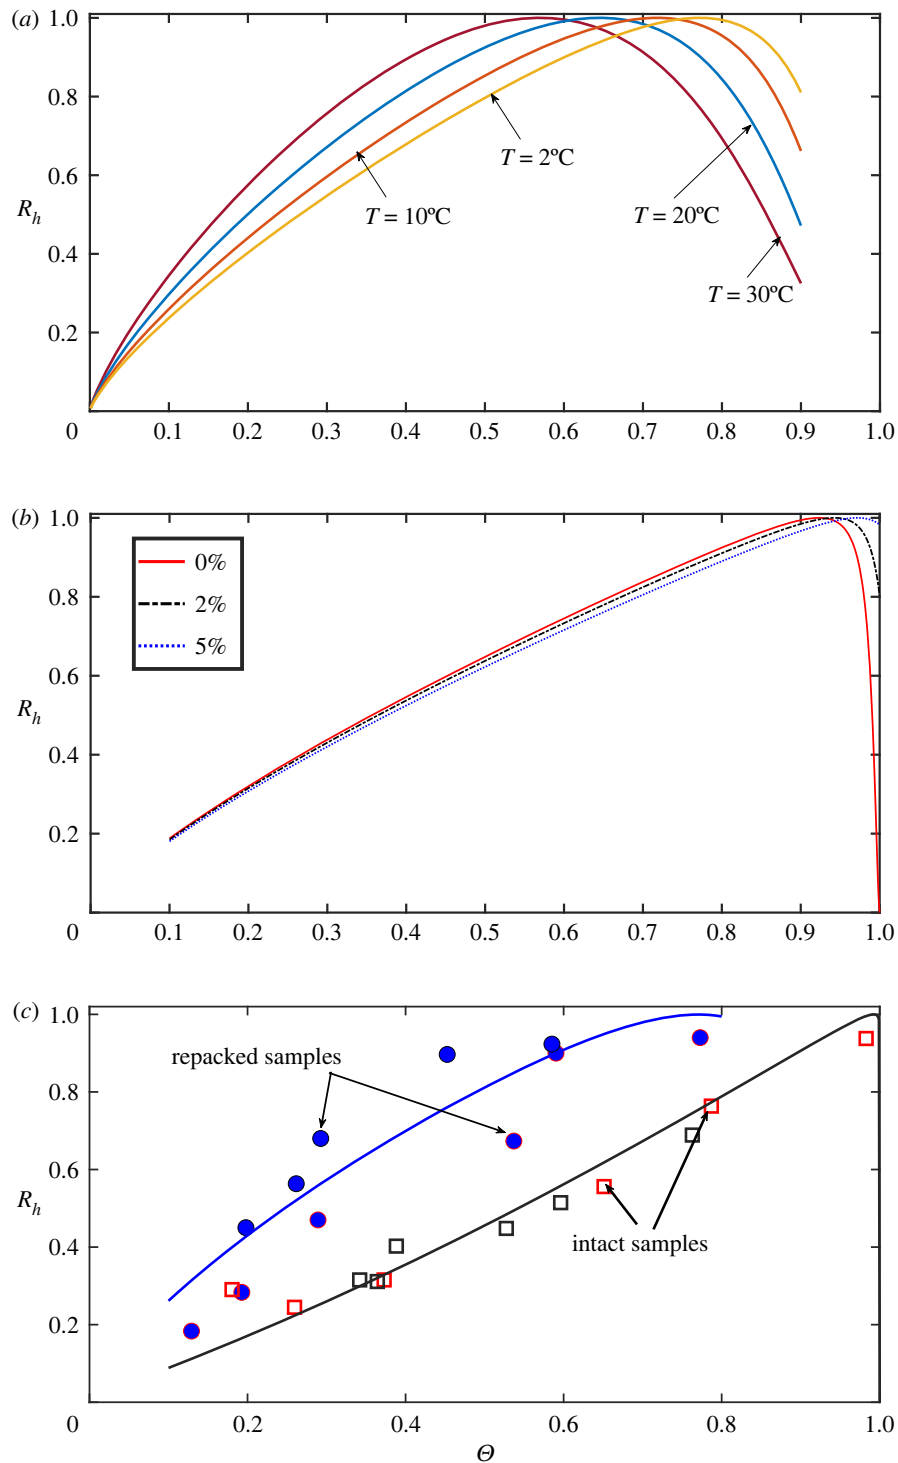 (a) 1.0
0.8
0.6
0.4
0.2
R_h
T = 2ºC
T = 10ºC
T = 20ºC
T = 30ºC
0 0.1 0.2 0.3 0.4 0.5 0.6 0.7 0.8 0.9 1.0
(b) 1.0
0.8
0.6
0.4
0.2
R_h
0%
2%
5%
0 0.1 0.2 0.3 0.4 0.5 0.6 0.7 0.8 0.9 1.0
(c) 1.0
0.8
0.6
0.4
0.2
R_h
repacked samples
intact samples
0 0.2 0.4 0.6 0.8 1.0
Θ